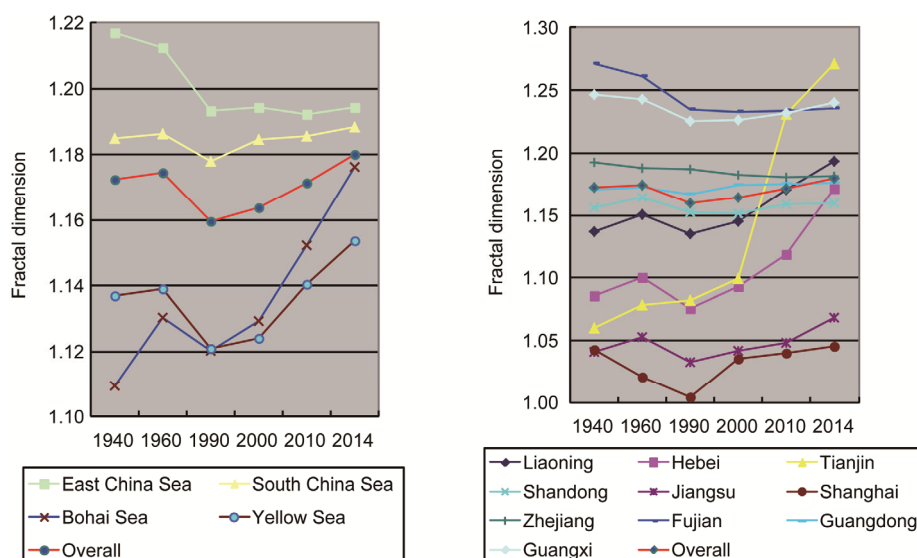 1.22
1.20
1.18
1.16
1.14
1.12
1.10
Fractal dimension
1940 1960 1990 2000 2010 2014
East China Sea South China Sea
Bohai Sea Yellow Sea
Overall
1.30
1.25
1.20
1.15
1.10
1.05
1.00
Fractal dimension
1940 1960 1990 2000 2010 2014
Liaoning Hebei Tianjin
Shandong Jiangsu Shanghai
Zhejiang Fujian Guangdong
Guangxi Overall